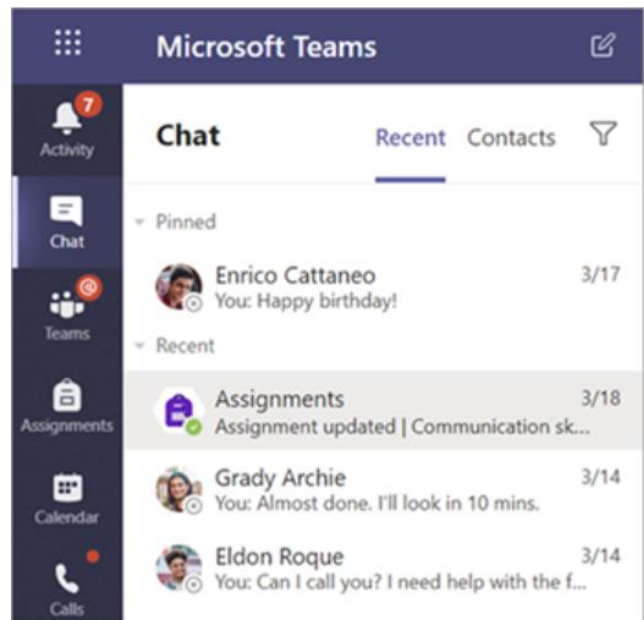 Microsoft Teams
7
Activity
Chat
Teams
Assignments
Calendar
Calls
Chat
Recent Contacts
Pinned
Enrico Cattaneo 3/17
You: Happy birthday!
Recent
Assignments 3/18
Assignment updated | Communication sk...
Grady Archie 3/14
You: Almost done. I'll look in 10 mins.
Eldon Roque 3/14
You: Can I call you? I need help with the f...